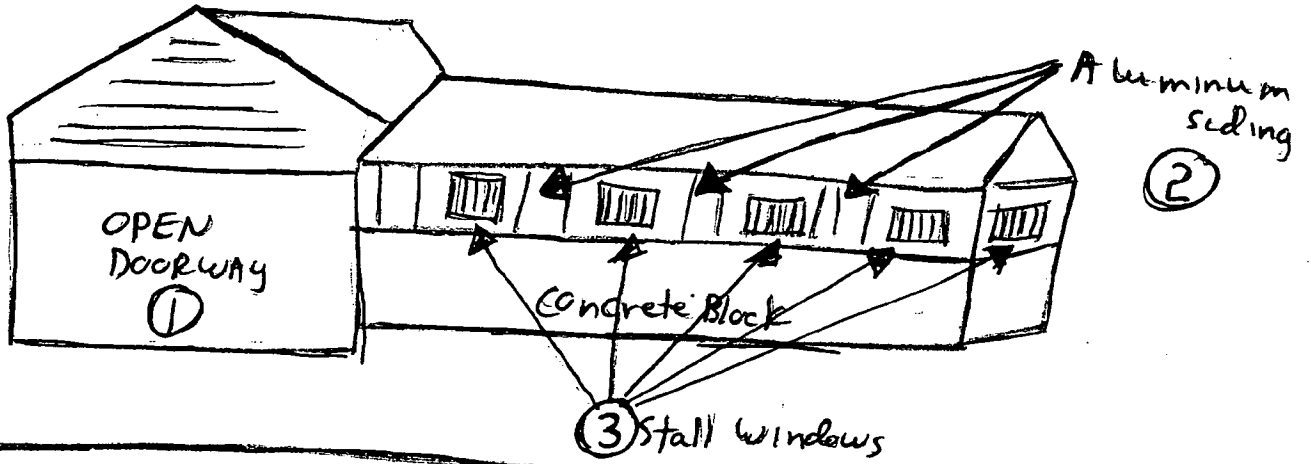 Aluminum
siding
②
OPEN
DOORWAY
①
Concrete Block
③ Stall windows